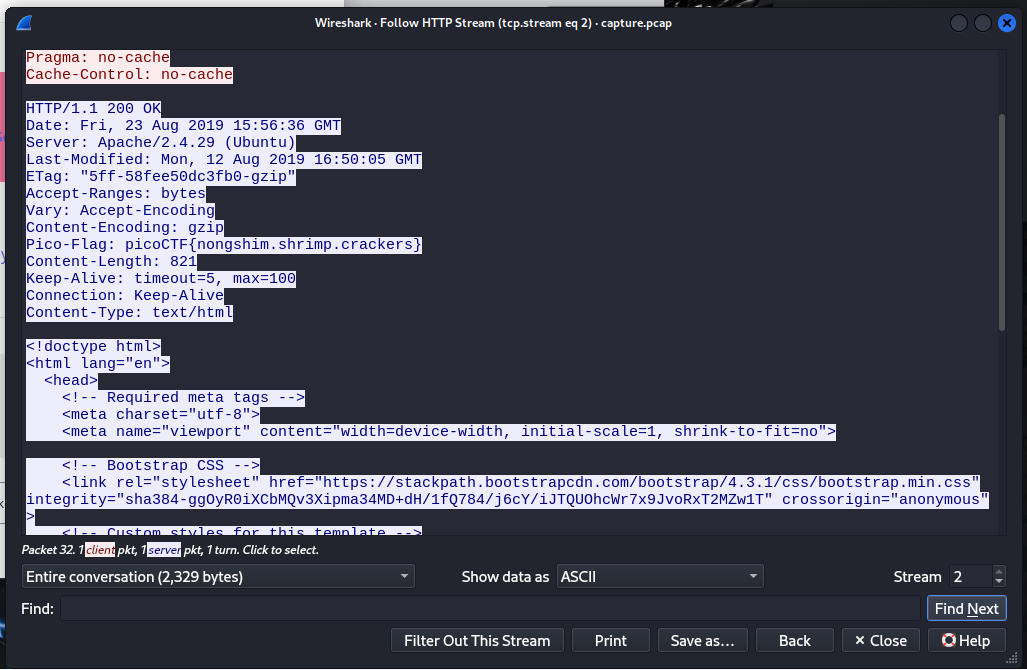 Wireshark · Follow HTTP Stream (tcp.stream eq 2) · capture.pcap
Pragma: no-cache
Cache-Control: no-cache
HTTP/1.1 200 OK
Date: Fri, 23 Aug 2019 15:56:36 GMT
Server: Apache/2.4.29 (Ubuntu)
Last-Modified: Mon, 12 Aug 2019 16:50:05 GMT
ETag: "5ff-58fee50dc3fb0-gzip"
Accept-Ranges: bytes
Vary: Accept-Encoding
Content-Encoding: gzip
Pico-Flag: picoCTF{nongshim.shrimp.crackers}
Content-Length: 821
Keep-Alive: timeout=5, max=100
Connection: Keep-Alive
Content-Type: text/html
<!doctype html>
<html lang="en">
<head>
<!-- Required meta tags -->
<meta charset="utf-8">
<meta name="viewport" content="width=device-width, initial-scale=1, shrink-to-fit=no">
<!-- Bootstrap CSS -->
<link rel="stylesheet" href="https://stackpath.bootstrapcdn.com/bootstrap/4.3.1/css/bootstrap.min.css"
integrity="sha384-ggOyR0iXCbMQv3Xipma34MD+dH/1fQ784/j6cY/iJTQUOhcWr7x9JvoRxT2MZw1T" crossorigin="anonymous"
>
<!-- Custom styles for this template -->
Packet 32. 1 client pkt, 1 server pkt, 1 turn. Click to select.
Entire conversation (2,329 bytes)
Show data as ASCII
Stream 2
Find:
Find Next
Filter Out This Stream
Print
Save as…
Back
× Close
Help